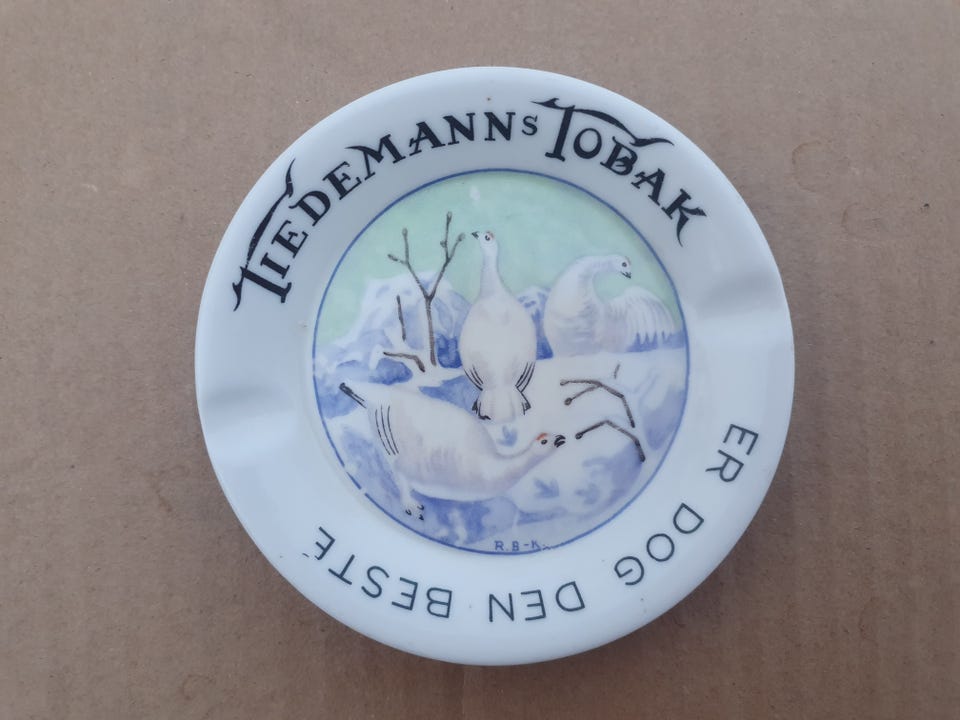 TIEDEMANNS TOBAK
ER DOG DEN BESTE
R.B-K.